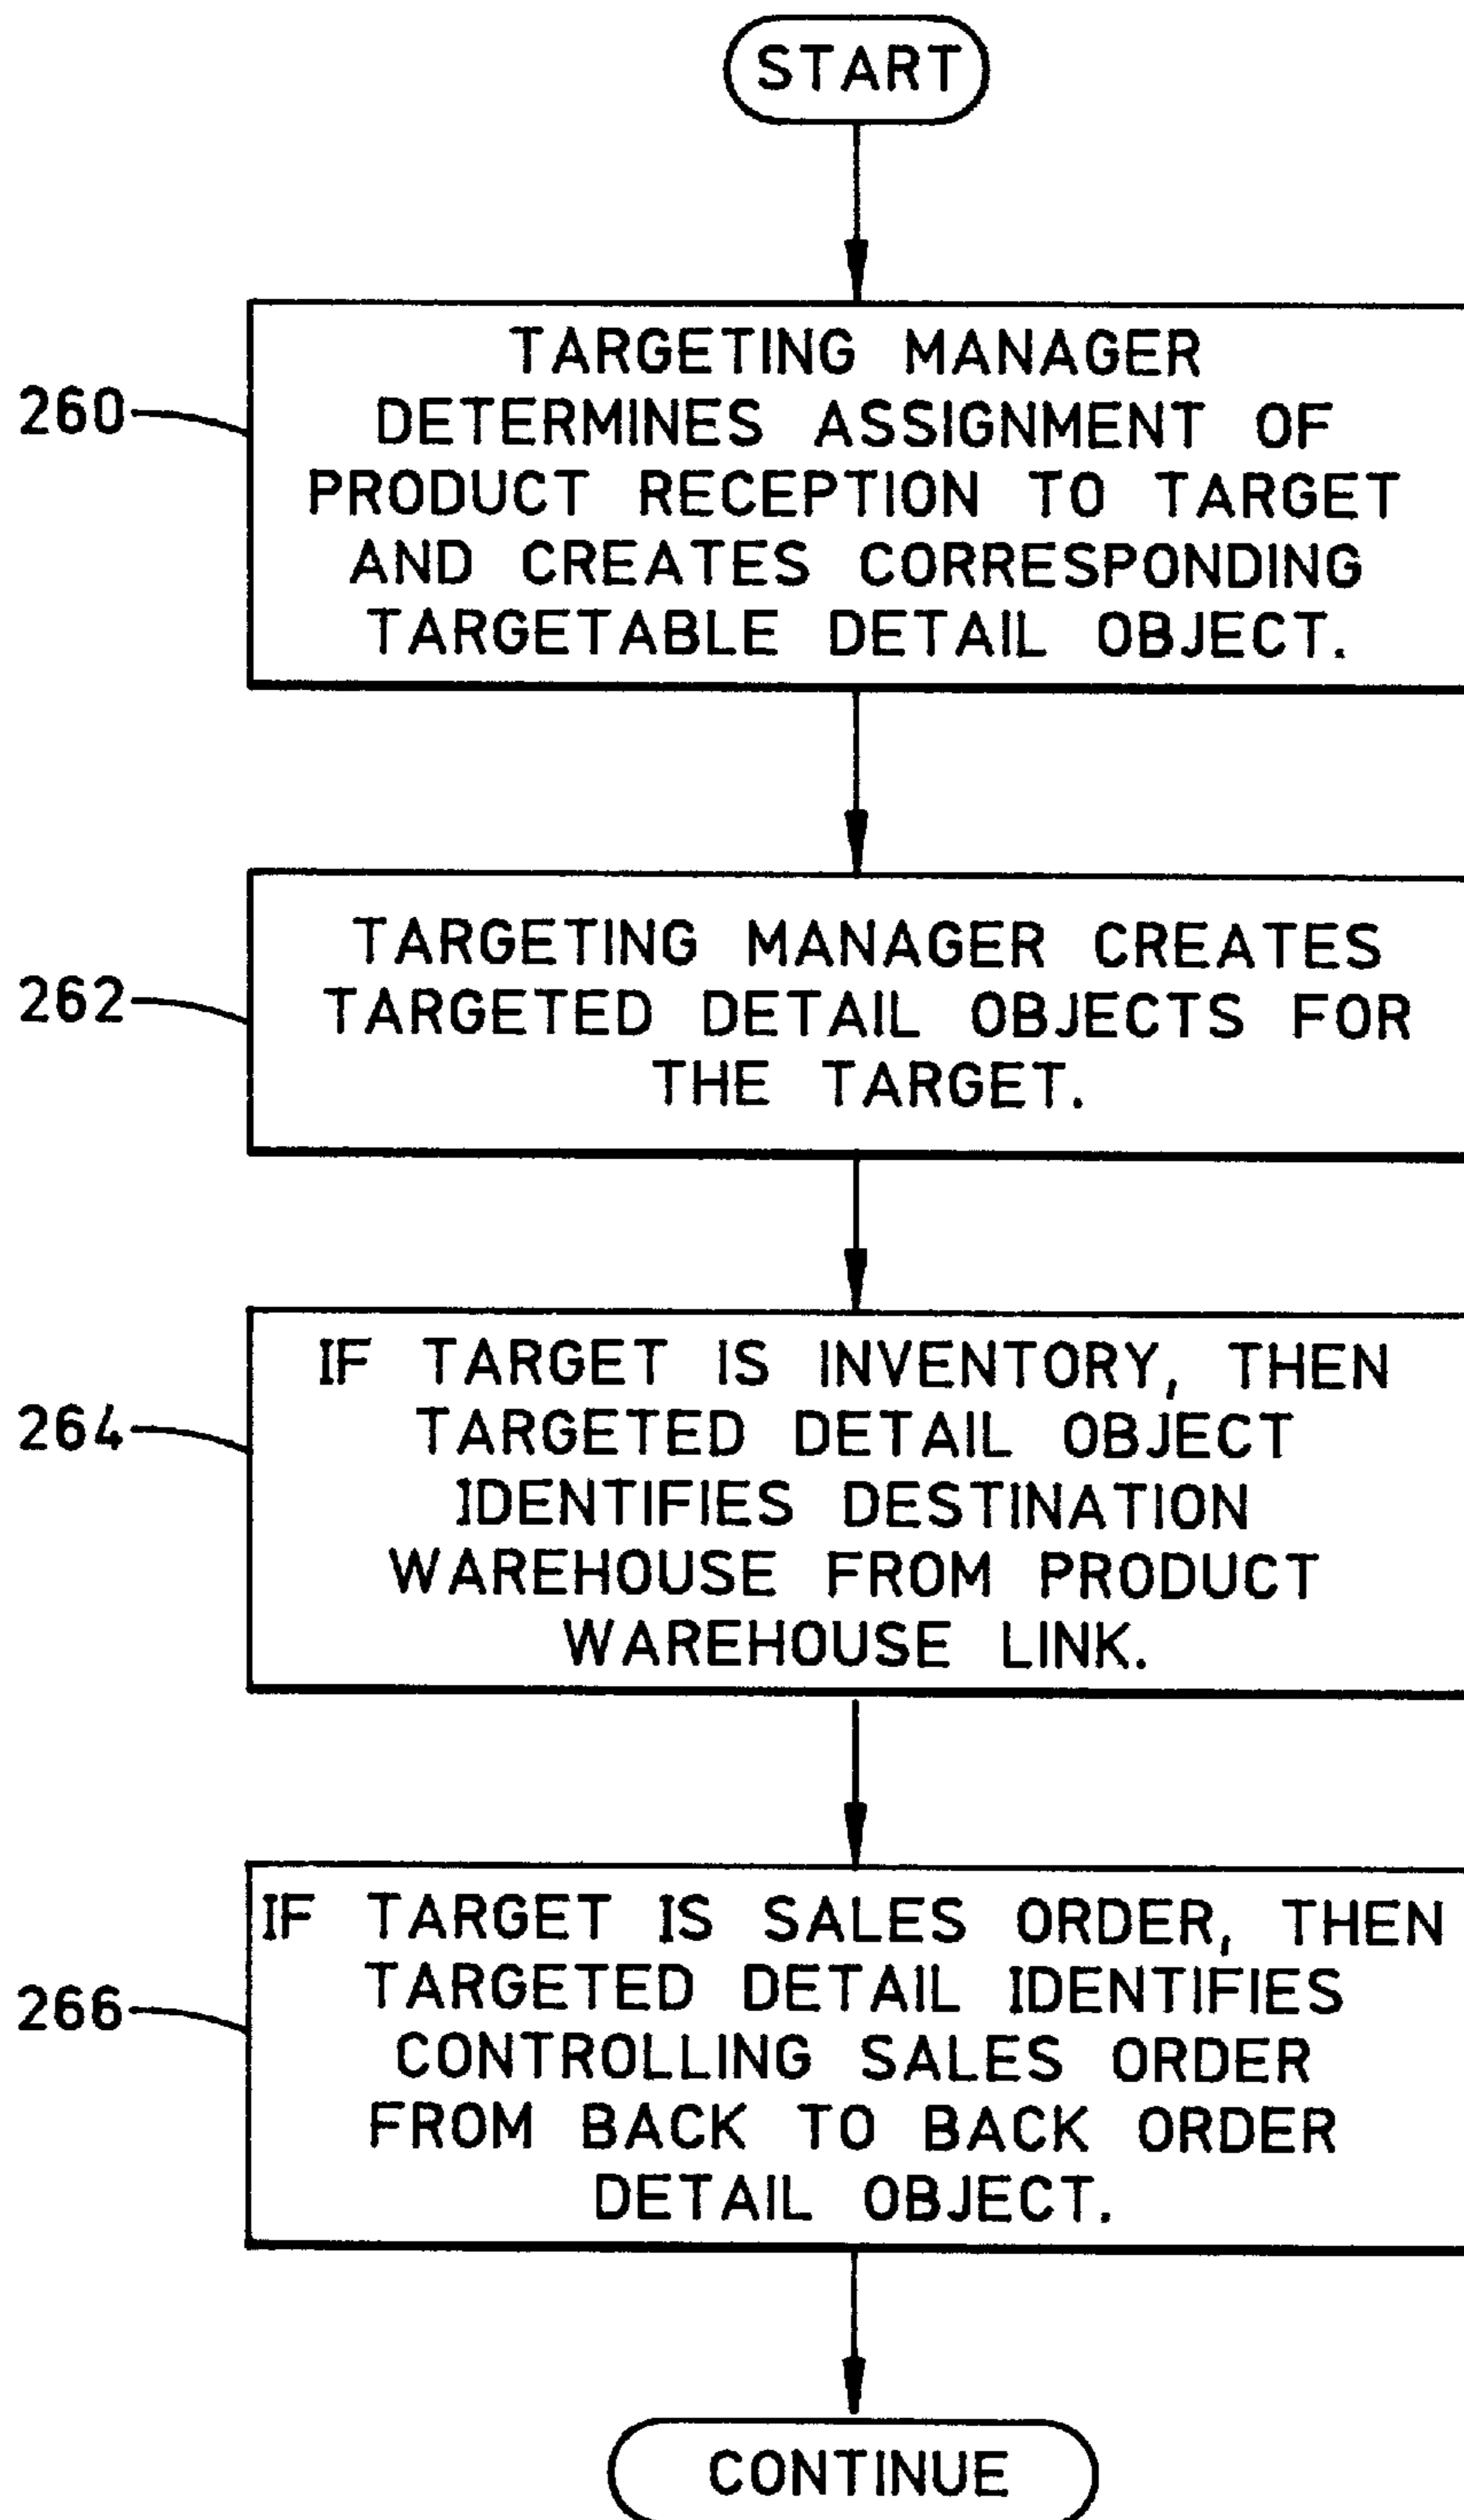 START
260
TARGETING MANAGER
DETERMINES ASSIGNMENT OF
PRODUCT RECEPTION TO TARGET
AND CREATES CORRESPONDING
TARGETABLE DETAIL OBJECT.
262
TARGETING MANAGER CREATES
TARGETED DETAIL OBJECTS FOR
THE TARGET.
264
IF TARGET IS INVENTORY, THEN
TARGETED DETAIL OBJECT
IDENTIFIES DESTINATION
WAREHOUSE FROM PRODUCT
WAREHOUSE LINK.
266
IF TARGET IS SALES ORDER, THEN
TARGETED DETAIL IDENTIFIES
CONTROLLING SALES ORDER
FROM BACK TO BACK ORDER
DETAIL OBJECT.
CONTINUE